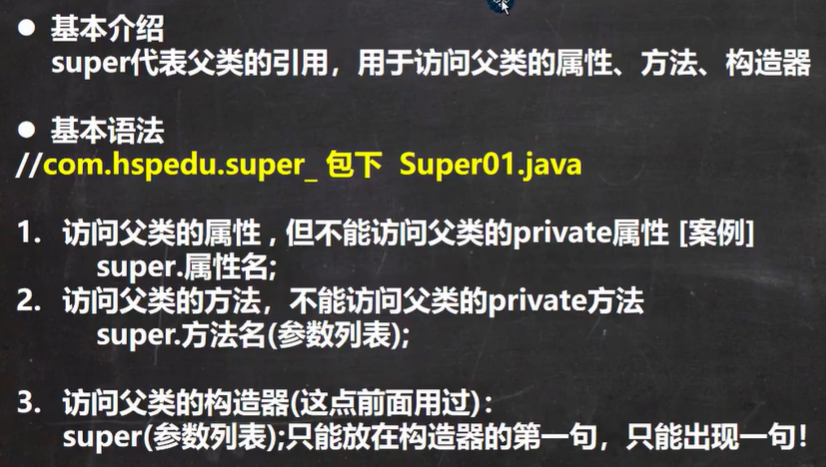 ● 基本介绍
super代表父类的引用，用于访问父类的属性、方法、构造器
● 基本语法
//com.hspedu.super_ 包下 Super01.java
1. 访问父类的属性 , 但不能访问父类的private属性 [案例]
super.属性名;
2. 访问父类的方法，不能访问父类的private方法
super.方法名(参数列表);
3. 访问父类的构造器(这点前面用过)：
super(参数列表);只能放在构造器的第一句，只能出现一句！